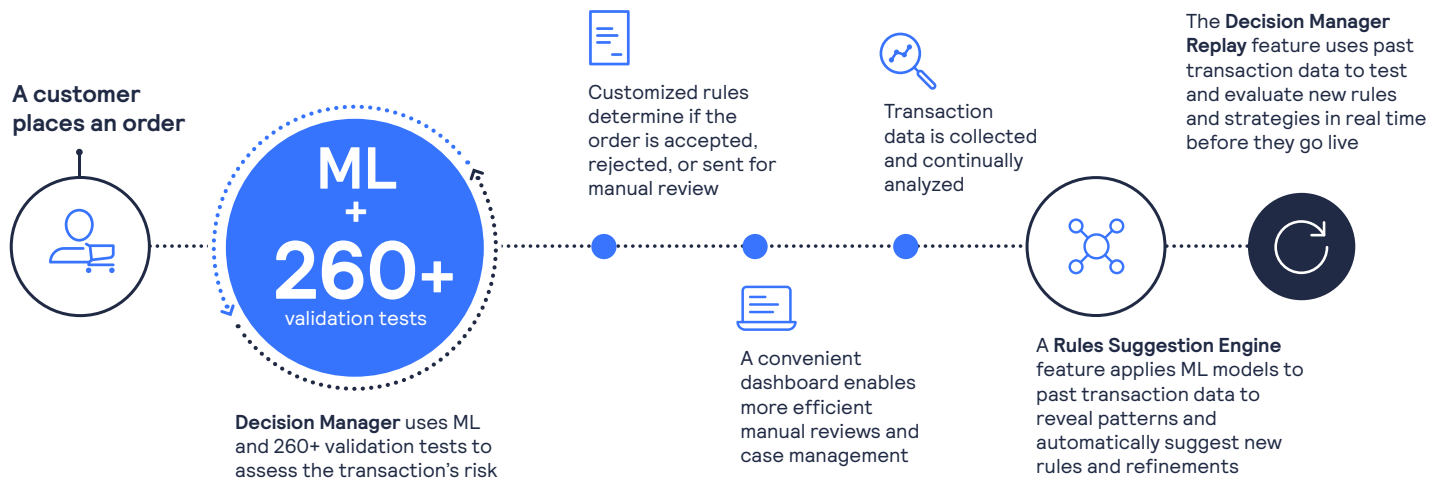 A customer
places an order
ML
+
260+
validation tests
Decision Manager uses ML
and 260+ validation tests to
assess the transaction's risk
Customized rules
determine if the
order is accepted,
rejected, or sent for
manual review
A convenient
dashboard enables
more efficient
manual reviews and
case management
Transaction
data is collected
and continually
analyzed
A Rules Suggestion Engine
feature applies ML models to
past transaction data to
reveal patterns and
automatically suggest new
rules and refinements
The Decision Manager
Replay feature uses past
transaction data to test
and evaluate new rules
and strategies in real time
before they go live